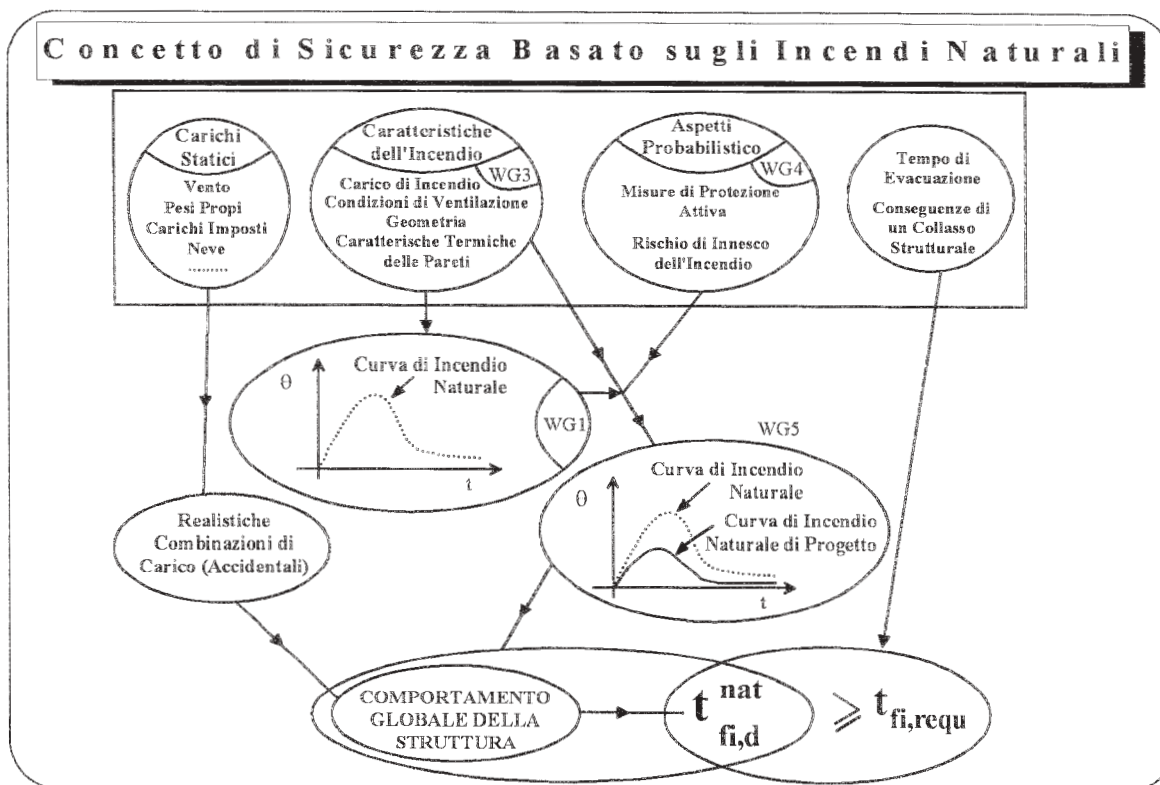 Concetto di Sicurezza Basato sugli Incendi Naturali
Carichi
Statici
Vento
Pesi Propi
Carichi Imposti
Neve
.........
Caratteristiche
dell'Incendio
WG3
Carico di Incendio
Condizioni di Ventilazione
Geometria
Caratterische Termiche
delle Pareti
Aspetti
Probabilistico
WG4
Misure di Protezione
Attiva
Rischio di Innesco
dell'Incendio
Tempo di
Evacuazione
Conseguenze di
un Collasso
Strutturale
θ
Curva di Incendio
Naturale
WG1
t
WG5
Curva di Incendio
Naturale
θ
Curva di Incendio
Naturale di Progetto
t
Realistiche
Combinazioni di
Carico (Accidentali)
COMPORTAMENTO
GLOBALE DELLA
STRUTTURA
t nat fi,d ⩾ t fi,requ